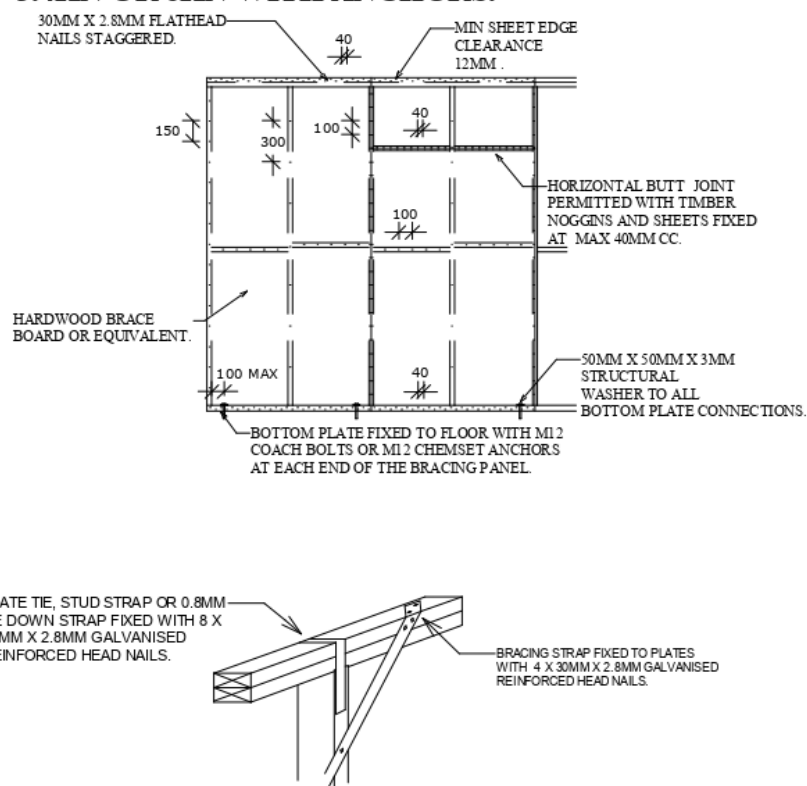 30MM X 2.8MM FLATHEAD
NAILS STAGGERED.
40
MIN SHEET EDGE
CLEARANCE
12MM .
150
300
100
40
HORIZONTAL BUTT JOINT
PERMITTED WITH TIMBER
NOGGINS AND SHEETS FIXED
AT MAX 40MM CC.
100
HARDWOOD BRACE
BOARD OR EQUIVALENT.
100 MAX
40
50MM X 50MM X 3MM
STRUCTURAL
WASHER TO ALL
BOTTOM PLATE CONNECTIONS.
BOTTOM PLATE FIXED TO FLOOR WITH M12
COACH BOLTS OR M12 CHEMSET ANCHORS
AT EACH END OF THE BRACING PANEL.
ATE TIE, STUD STRAP OR 0.8MM
E DOWN STRAP FIXED WITH 8 X
MM X 2.8MM GALVANISED
EINFORCED HEAD NAILS.
BRACING STRAP FIXED TO PLATES
WITH 4 X 30MM X 2.8MM GALVANISED
REINFORCED HEAD NAILS.